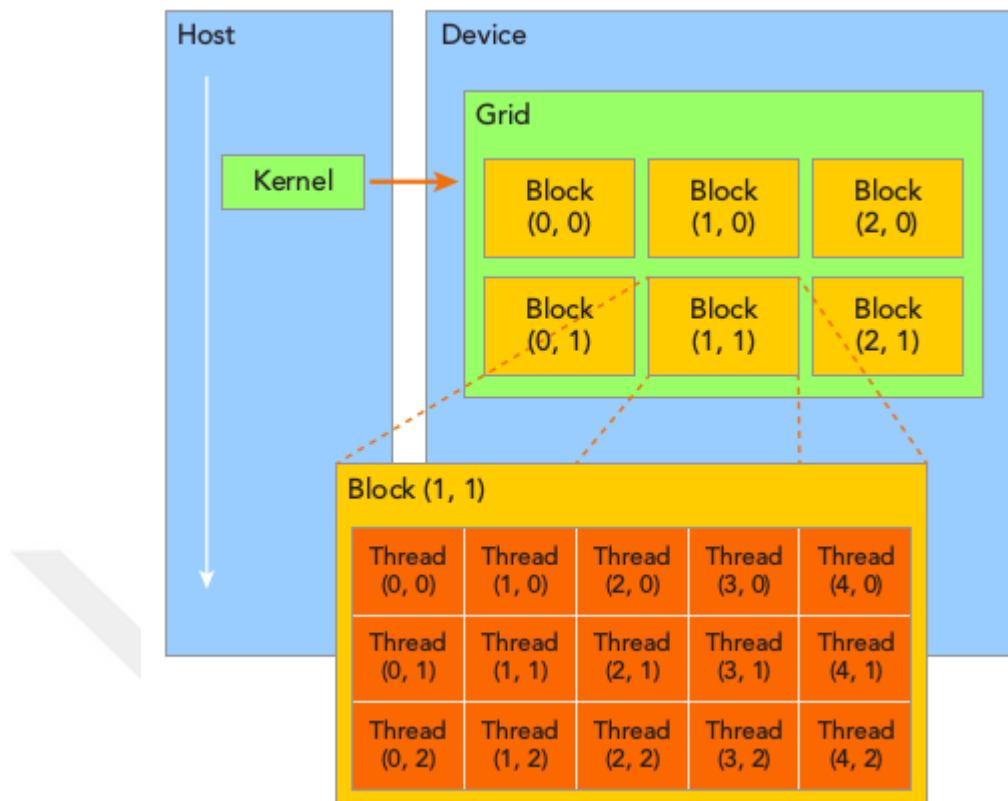 Host
Device
Grid
Kernel
Block
(0, 0)
Block
(1, 0)
Block
(2, 0)
Block
(0, 1)
Block
(1, 1)
Block
(2, 1)
Block (1, 1)
Thread
(0, 0)
Thread
(1, 0)
Thread
(2, 0)
Thread
(3, 0)
Thread
(4, 0)
Thread
(0, 1)
Thread
(1, 1)
Thread
(2, 1)
Thread
(3, 1)
Thread
(4, 1)
Thread
(0, 2)
Thread
(1, 2)
Thread
(2, 2)
Thread
(3, 2)
Thread
(4, 2)